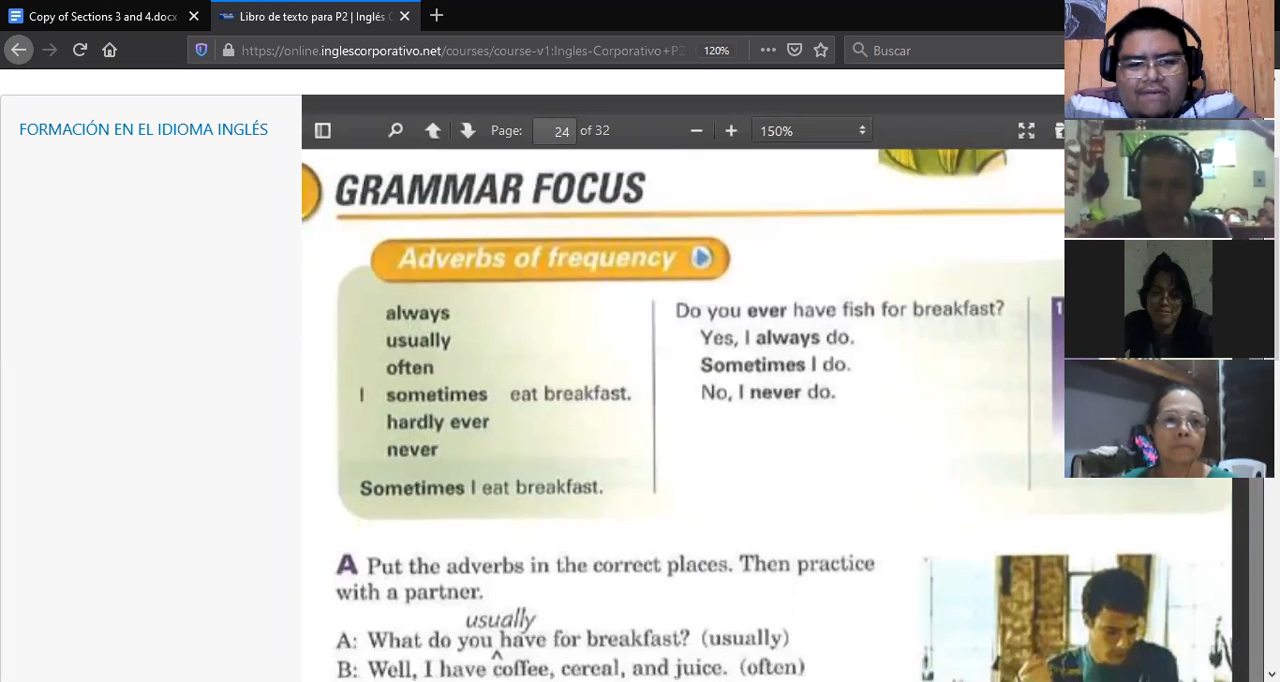 Copy of Sections 3 and 4.docx
Libro de texto para P2 | Inglés C
https://online.inglescorporativo.net/courses/course-v1:Ingles-Corporativo+P2
120%
Buscar
FORMACIÓN EN EL IDIOMA INGLÉS
Page: 24 of 32
150%
GRAMMAR FOCUS
Adverbs of frequency
always
usually
often
I sometimes eat breakfast.
hardly ever
never
Sometimes I eat breakfast.
Do you ever have fish for breakfast?
Yes, I always do.
Sometimes I do.
No, I never do.
A Put the adverbs in the correct places. Then practice
with a partner.
usually
A: What do you ^ have for breakfast? (usually)
B: Well, I have coffee, cereal, and juice. (often)